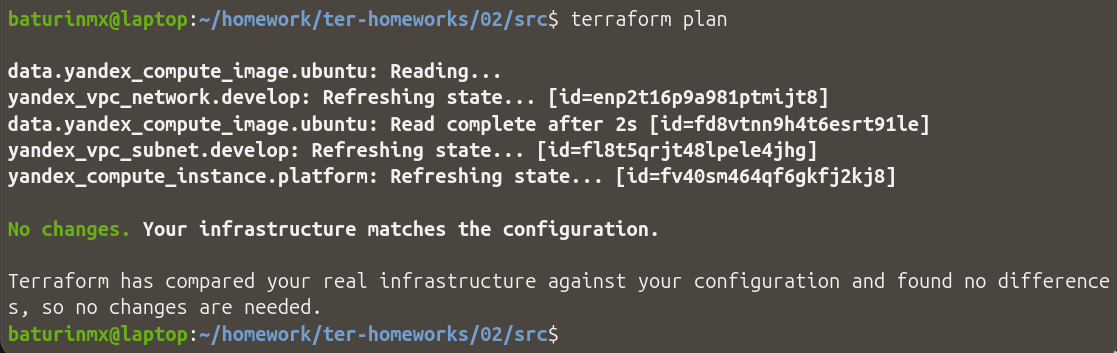 baturinmx@laptop:~/homework/ter-homeworks/02/src$ terraform plan
data.yandex_compute_image.ubuntu: Reading...
yandex_vpc_network.develop: Refreshing state... [id=enp2t16p9a981ptmijt8]
data.yandex_compute_image.ubuntu: Read complete after 2s [id=fd8vtnn9h4t6esrt91le]
yandex_vpc_subnet.develop: Refreshing state... [id=fl8t5qrjt48lpele4jhg]
yandex_compute_instance.platform: Refreshing state... [id=fv40sm464qf6gkfj2kj8]
No changes. Your infrastructure matches the configuration.
Terraform has compared your real infrastructure against your configuration and found no difference
s, so no changes are needed.
baturinmx@laptop:~/homework/ter-homeworks/02/src$